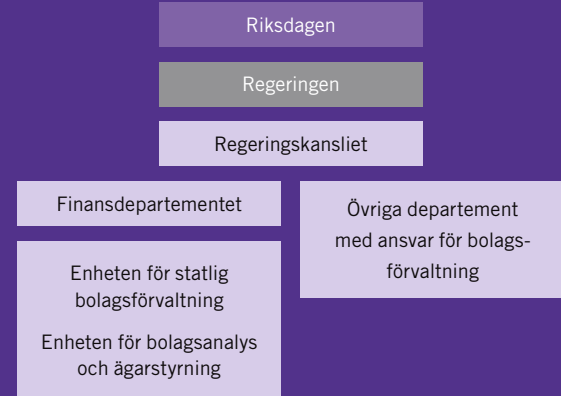 Riksdagen
Regeringen
Regeringskansliet
Finansdepartementet
Enheten för statlig
bolagsförvaltning
Enheten för bolagsanalys
och ägarstyrning
Övriga departement
med ansvar för bolags-
förvaltning